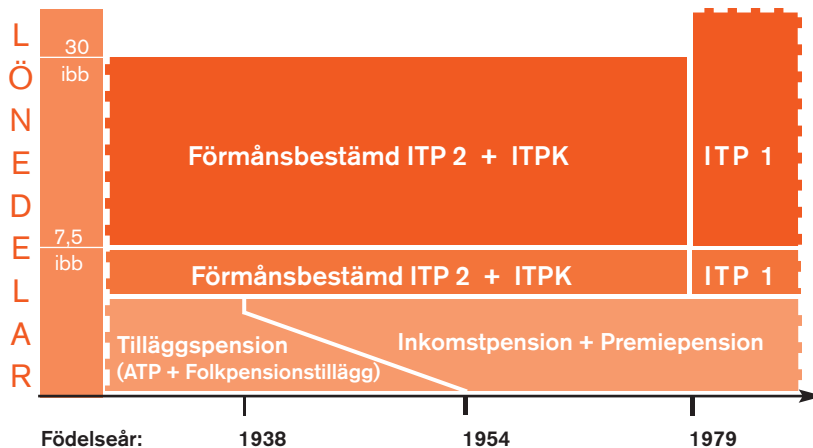 LÖNEDELAR
30
ibb
Förmånsbestämd ITP 2 + ITPK
ITP 1
7,5
ibb
Förmånsbestämd ITP 2 + ITPK
ITP 1
Tilläggspension
(ATP + Folkpensionstillägg)
Inkomstpension + Premiepension
Födelseår: 1938 1954 1979